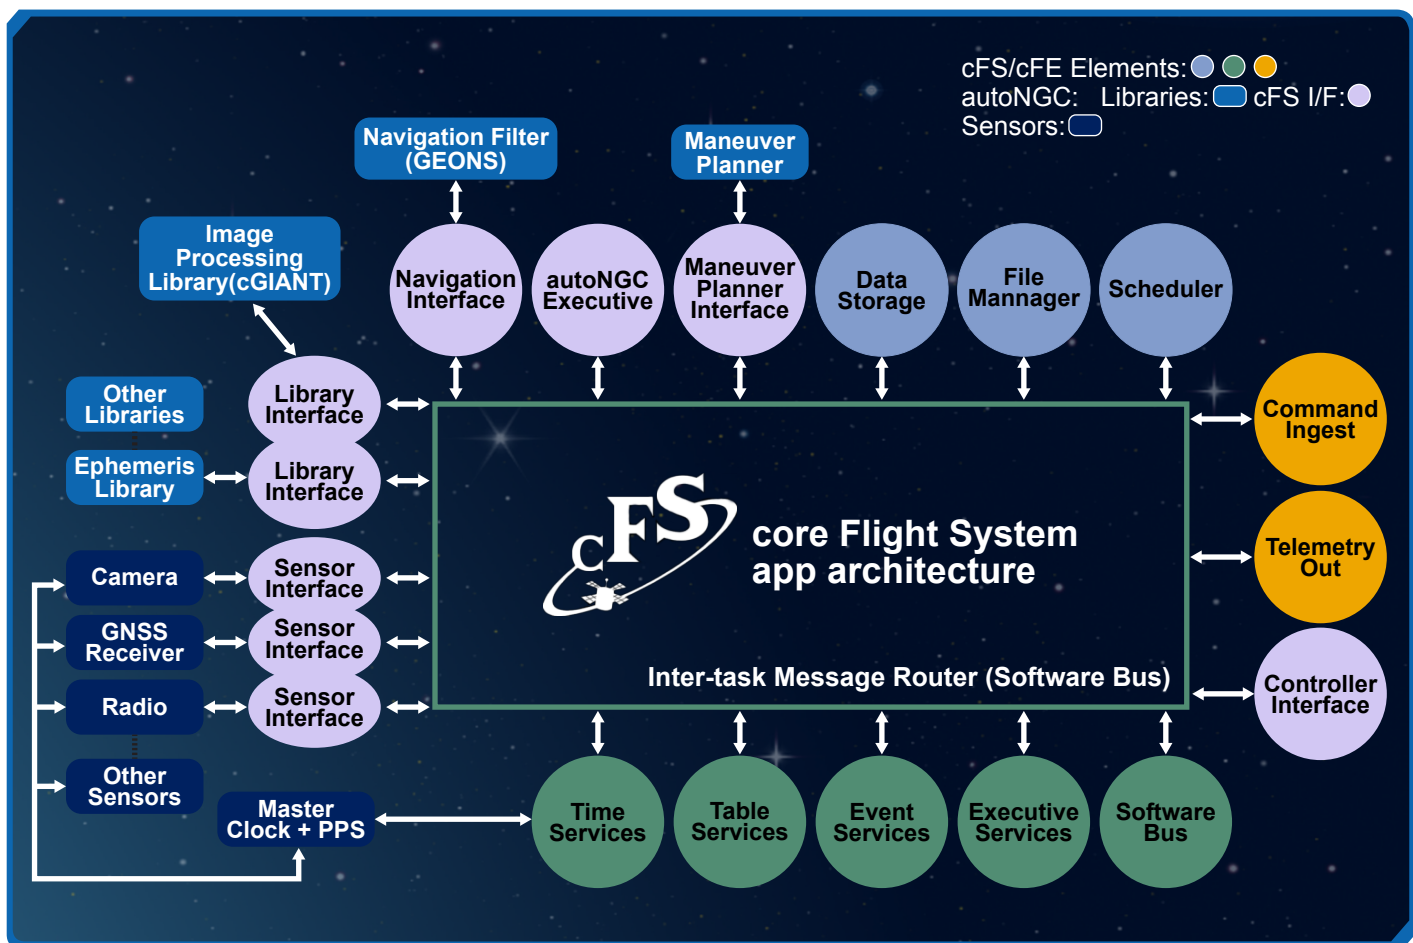 cFS/cFE Elements:
autoNGC: Libraries: cFS I/F:
Sensors:
Navigation Filter
(GEONS)
Maneuver
Planner
Image
Processing
Library(cGIANT)
Navigation
Interface
autoNGC
Executive
Maneuver
Planner
Interface
Data
Storage
File
Mannager
Scheduler
Other
Libraries
Library
Interface
Command
Ingest
Ephemeris
Library
Library
Interface
cFS
core Flight System
app architecture
Telemetry
Out
Camera
Sensor
Interface
GNSS
Receiver
Sensor
Interface
Radio
Sensor
Interface
Inter-task Message Router (Software Bus)
Controller
Interface
Other
Sensors
Master
Clock + PPS
Time
Services
Table
Services
Event
Services
Executive
Services
Software
Bus